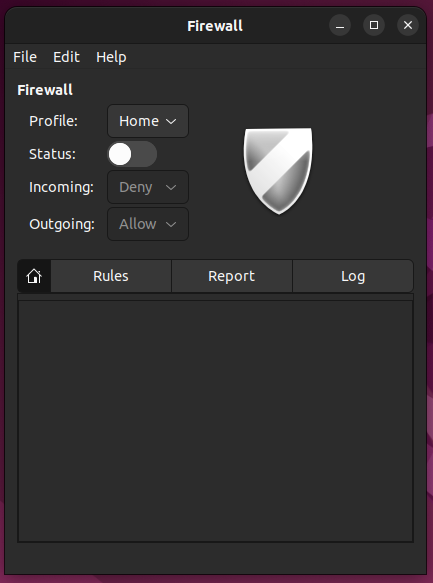 Firewall
File Edit Help
Firewall
Profile: Home
Status:
Incoming: Deny
Outgoing: Allow
Rules Report Log